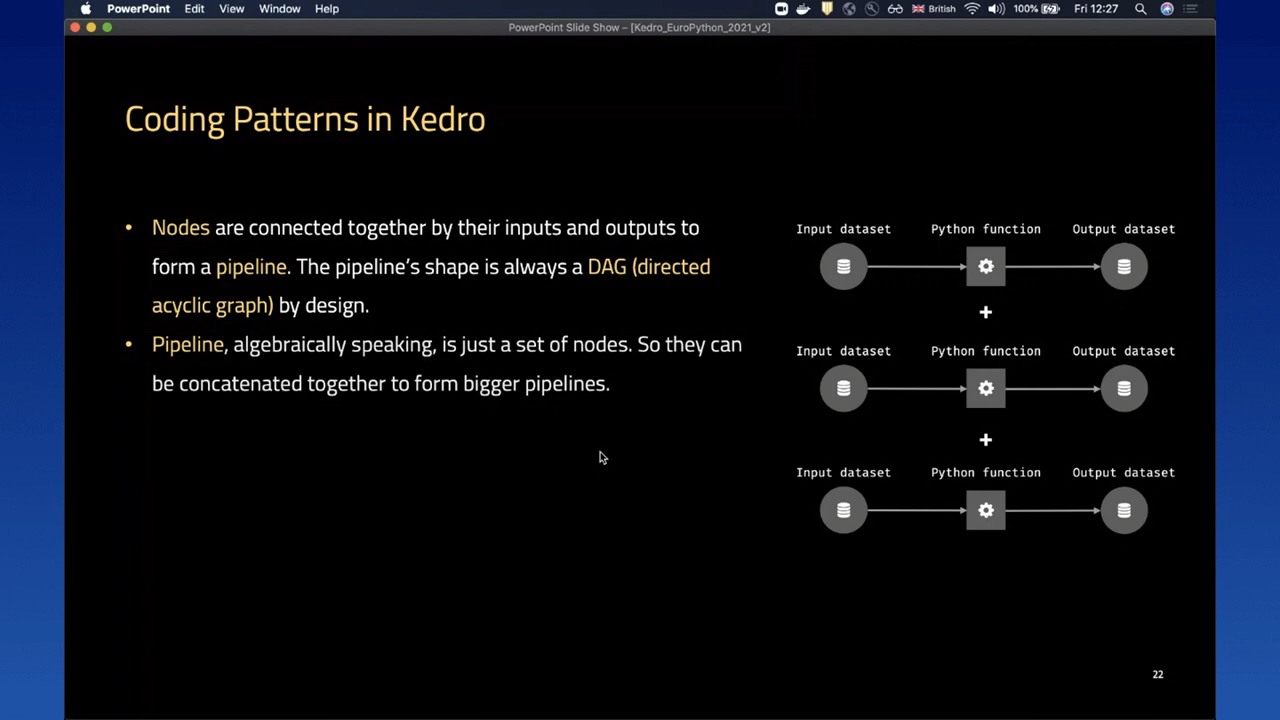 PowerPoint Edit View Window Help British 100% Fri 12:27
PowerPoint Slide Show – [Kedro_EuroPython_2021_v2]
Coding Patterns in Kedro
• Nodes are connected together by their inputs and outputs to
form a pipeline. The pipeline’s shape is always a DAG (directed
acyclic graph) by design.
• Pipeline, algebraically speaking, is just a set of nodes. So they can
be concatenated together to form bigger pipelines.
Input dataset Python function Output dataset
+
Input dataset Python function Output dataset
+
Input dataset Python function Output dataset
22